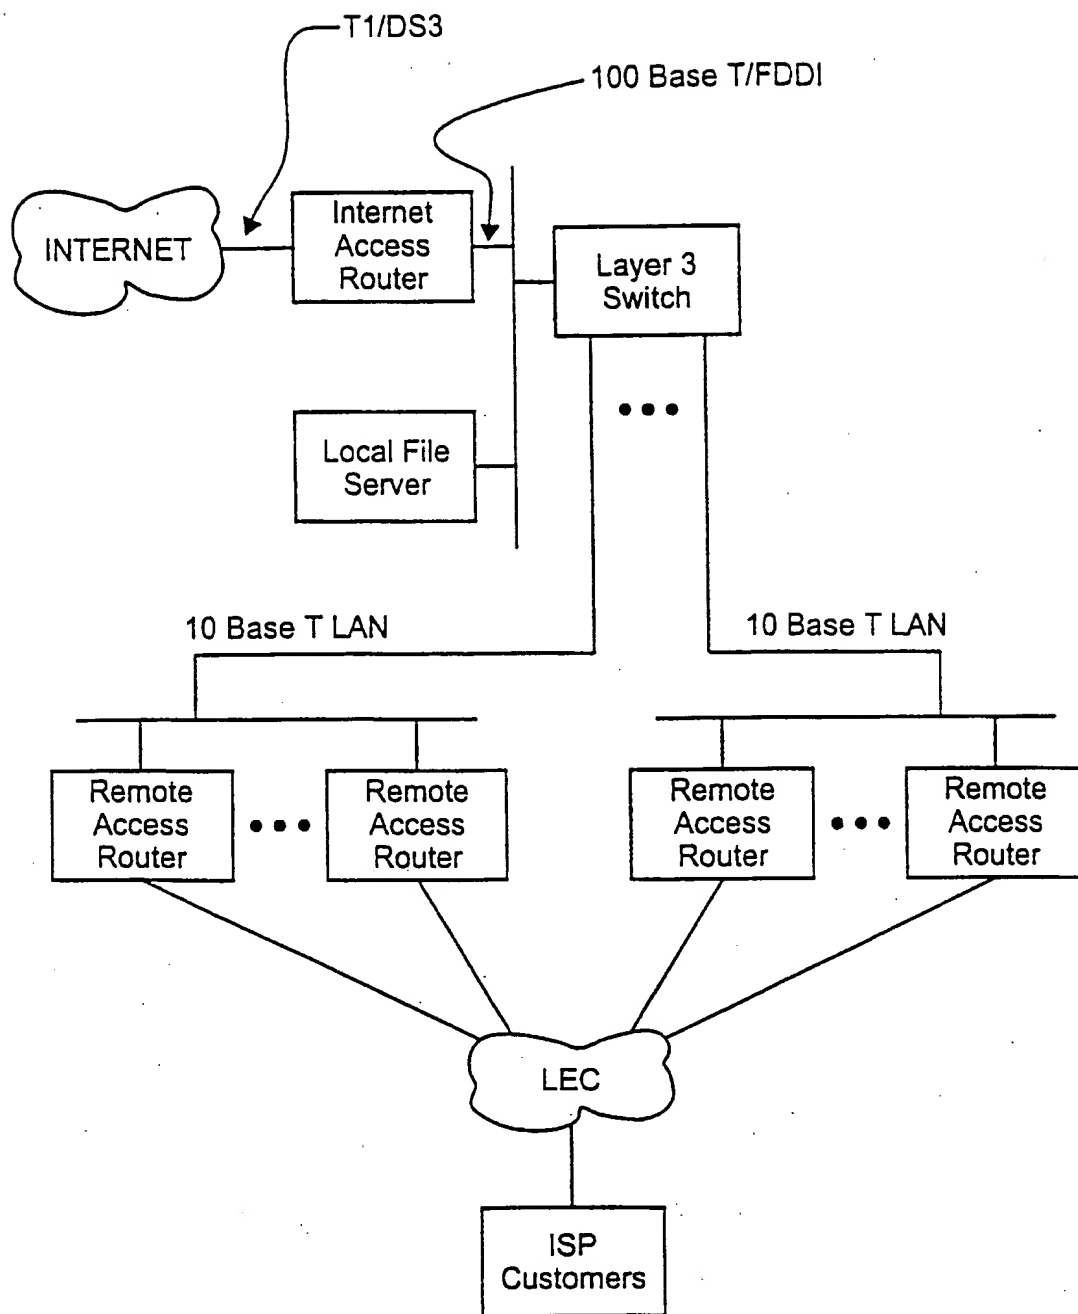 T1/DS3
100 Base T/FDDI
INTERNET
Internet
Access
Router
Layer 3
Switch
Local File
Server
10 Base T LAN
10 Base T LAN
Remote
Access
Router
Remote
Access
Router
Remote
Access
Router
Remote
Access
Router
LEC
ISP
Customers